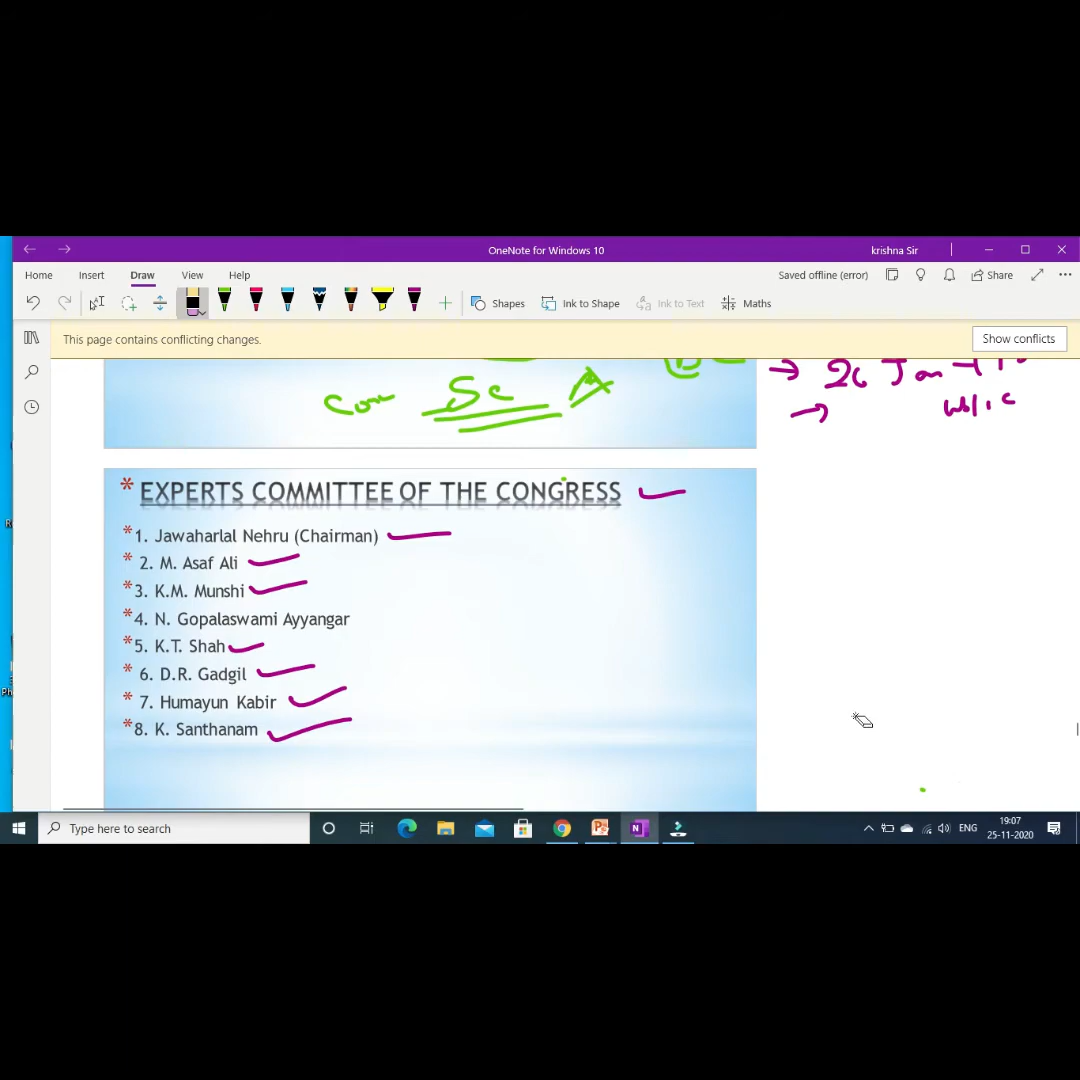 OneNote for Windows 10
krishna Sir
Home Insert Draw View Help
Saved offline (error) Share
Shapes Ink to Shape Ink to Text Maths
This page contains conflicting changes. Show conflicts
→ 26 Jan
Sc
* EXPERTS COMMITTEE OF THE CONGRESS
*1. Jawaharlal Nehru (Chairman)
* 2. M. Asaf Ali
*3. K.M. Munshi
*4. N. Gopalaswami Ayyangar
*5. K.T. Shah
* 6. D.R. Gadgil
* 7. Humayun Kabir
*8. K. Santhanam
Type here to search
ENG
19:07
25-11-2020